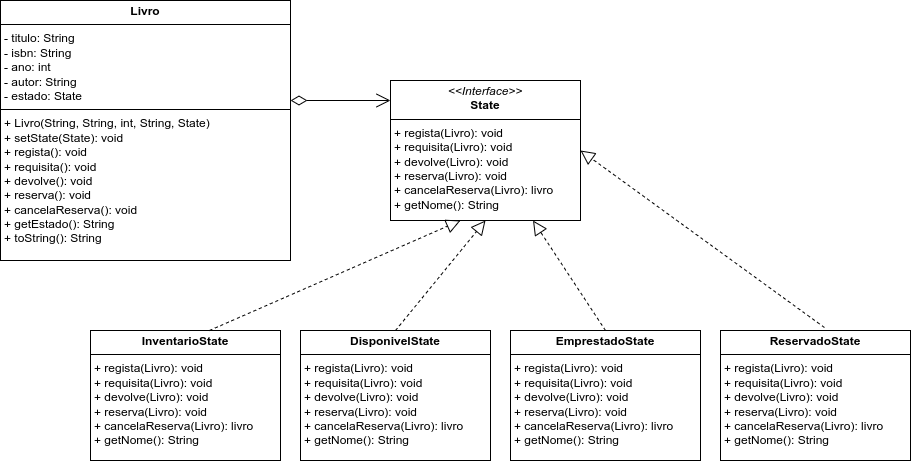 Livro
- titulo: String
- isbn: String
- ano: int
- autor: String
- estado: State
+ Livro(String, String, int, String, State)
+ setState(State): void
+ regista(): void
+ requisita(): void
+ devolve(): void
+ reserva(): void
+ cancelaReserva(): void
+ getEstado(): String
+ toString(): String
<<Interface>>
State
+ regista(Livro): void
+ requisita(Livro): void
+ devolve(Livro): void
+ reserva(Livro): void
+ cancelaReserva(Livro): livro
+ getNome(): String
InventarioState
+ regista(Livro): void
+ requisita(Livro): void
+ devolve(Livro): void
+ reserva(Livro): void
+ cancelaReserva(Livro): livro
+ getNome(): String
DisponivelState
+ regista(Livro): void
+ requisita(Livro): void
+ devolve(Livro): void
+ reserva(Livro): void
+ cancelaReserva(Livro): livro
+ getNome(): String
EmprestadoState
+ regista(Livro): void
+ requisita(Livro): void
+ devolve(Livro): void
+ reserva(Livro): void
+ cancelaReserva(Livro): livro
+ getNome(): String
ReservadoState
+ regista(Livro): void
+ requisita(Livro): void
+ devolve(Livro): void
+ reserva(Livro): void
+ cancelaReserva(Livro): livro
+ getNome(): String